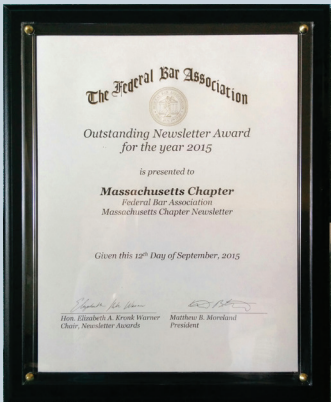 The Federal Bar Association
Outstanding Newsletter Award
for the year 2015
is presented to
Massachusetts Chapter
Federal Bar Association
Massachusetts Chapter Newsletter
Given this 12th Day of September, 2015
Hon. Elizabeth A. Kronk Warner
Chair, Newsletter Awards
Matthew B. Moreland
President